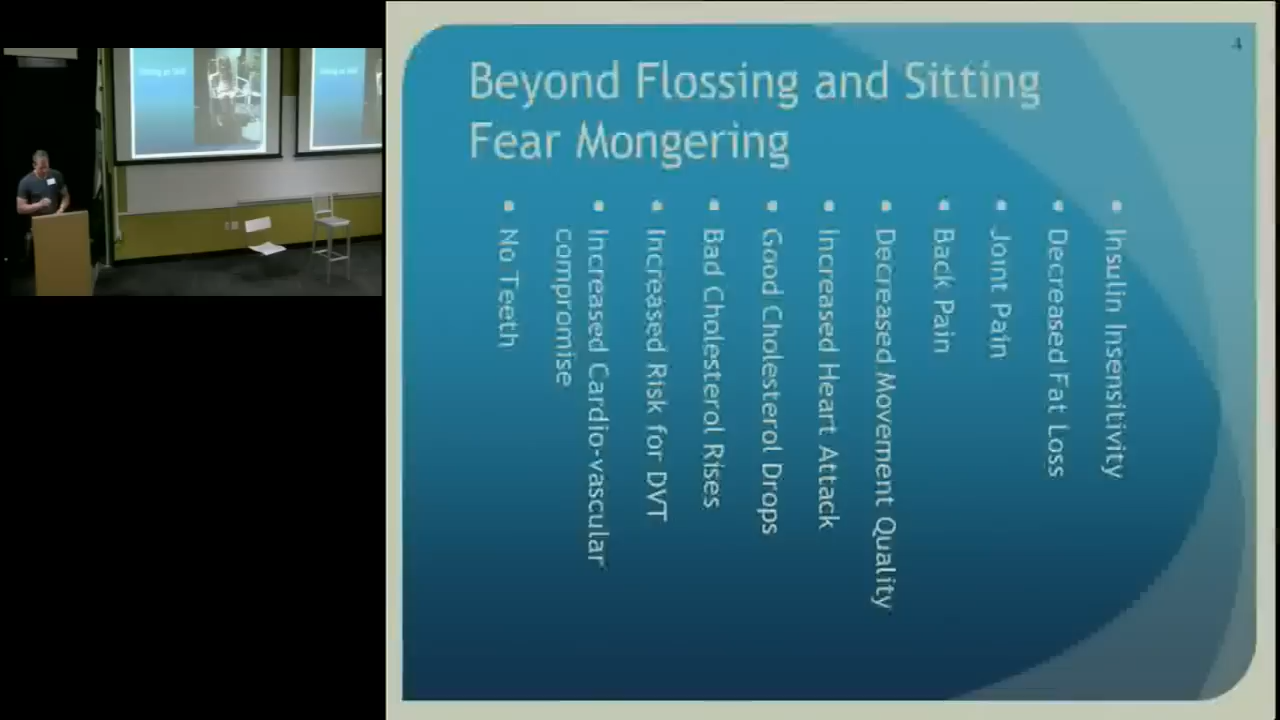 4
Beyond Flossing and Sitting
Fear Mongering
• Insulin Insensitivity
• Decreased Fat Loss
• Joint Pain
• Back Pain
• Decreased Movement Quality
• Increased Heart Attack
• Good Cholesterol Drops
• Bad Cholesterol Rises
• Increased Risk for DVT
• Increased Cardio-vascular
compromise
• No Teeth